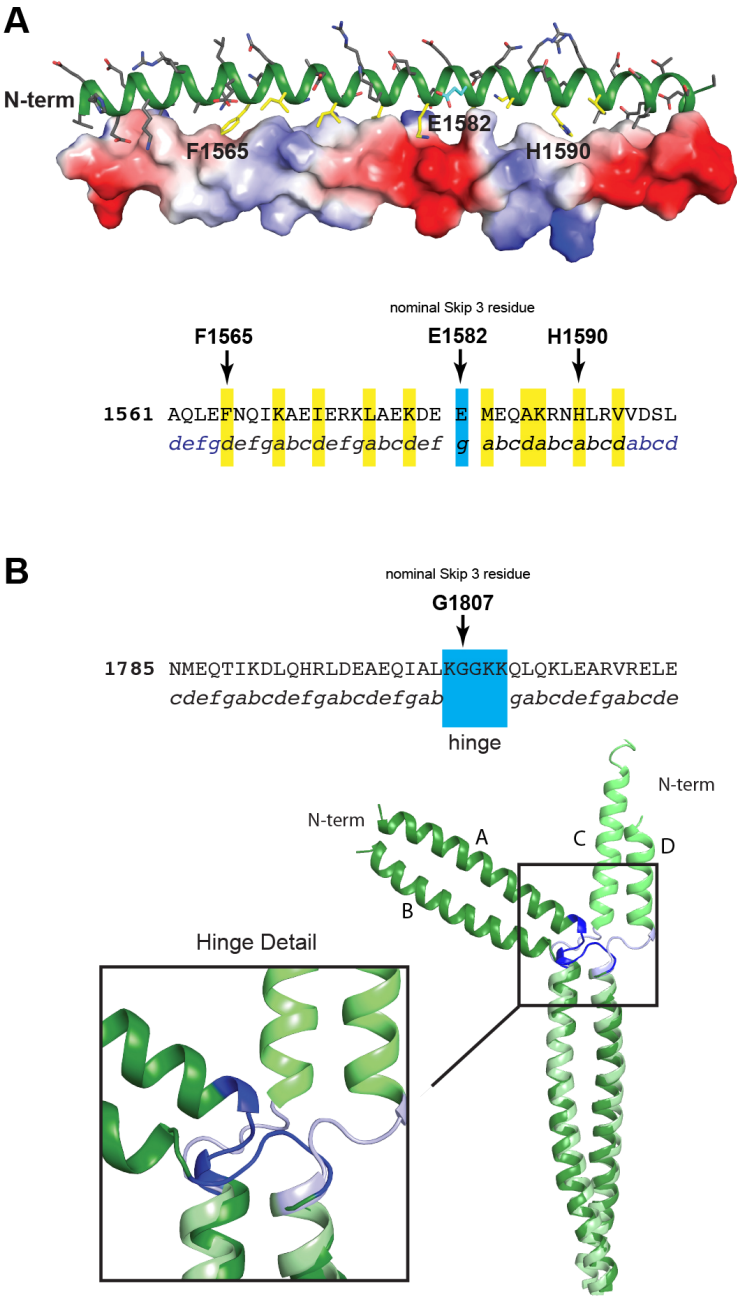 A
N-term
E1582
F1565
H1590
nominal Skip 3 residue
F1565 E1582 H1590
1561 AQLEFNQIKAEIERKLAEKDE E MEQAKRNHLRVVDSL
defgdefgabcdefgabcdef g abcdabcabcdabcd
B
nominal Skip 3 residue
G1807
1785 NMEQTIKDLQHRLDEAEQIALKGGKKQLQKLEARVRELE
cdefgabcdefgabcdefgab gabcdefgabcde
hinge
N-term
N-term
A
C
D
B
Hinge Detail